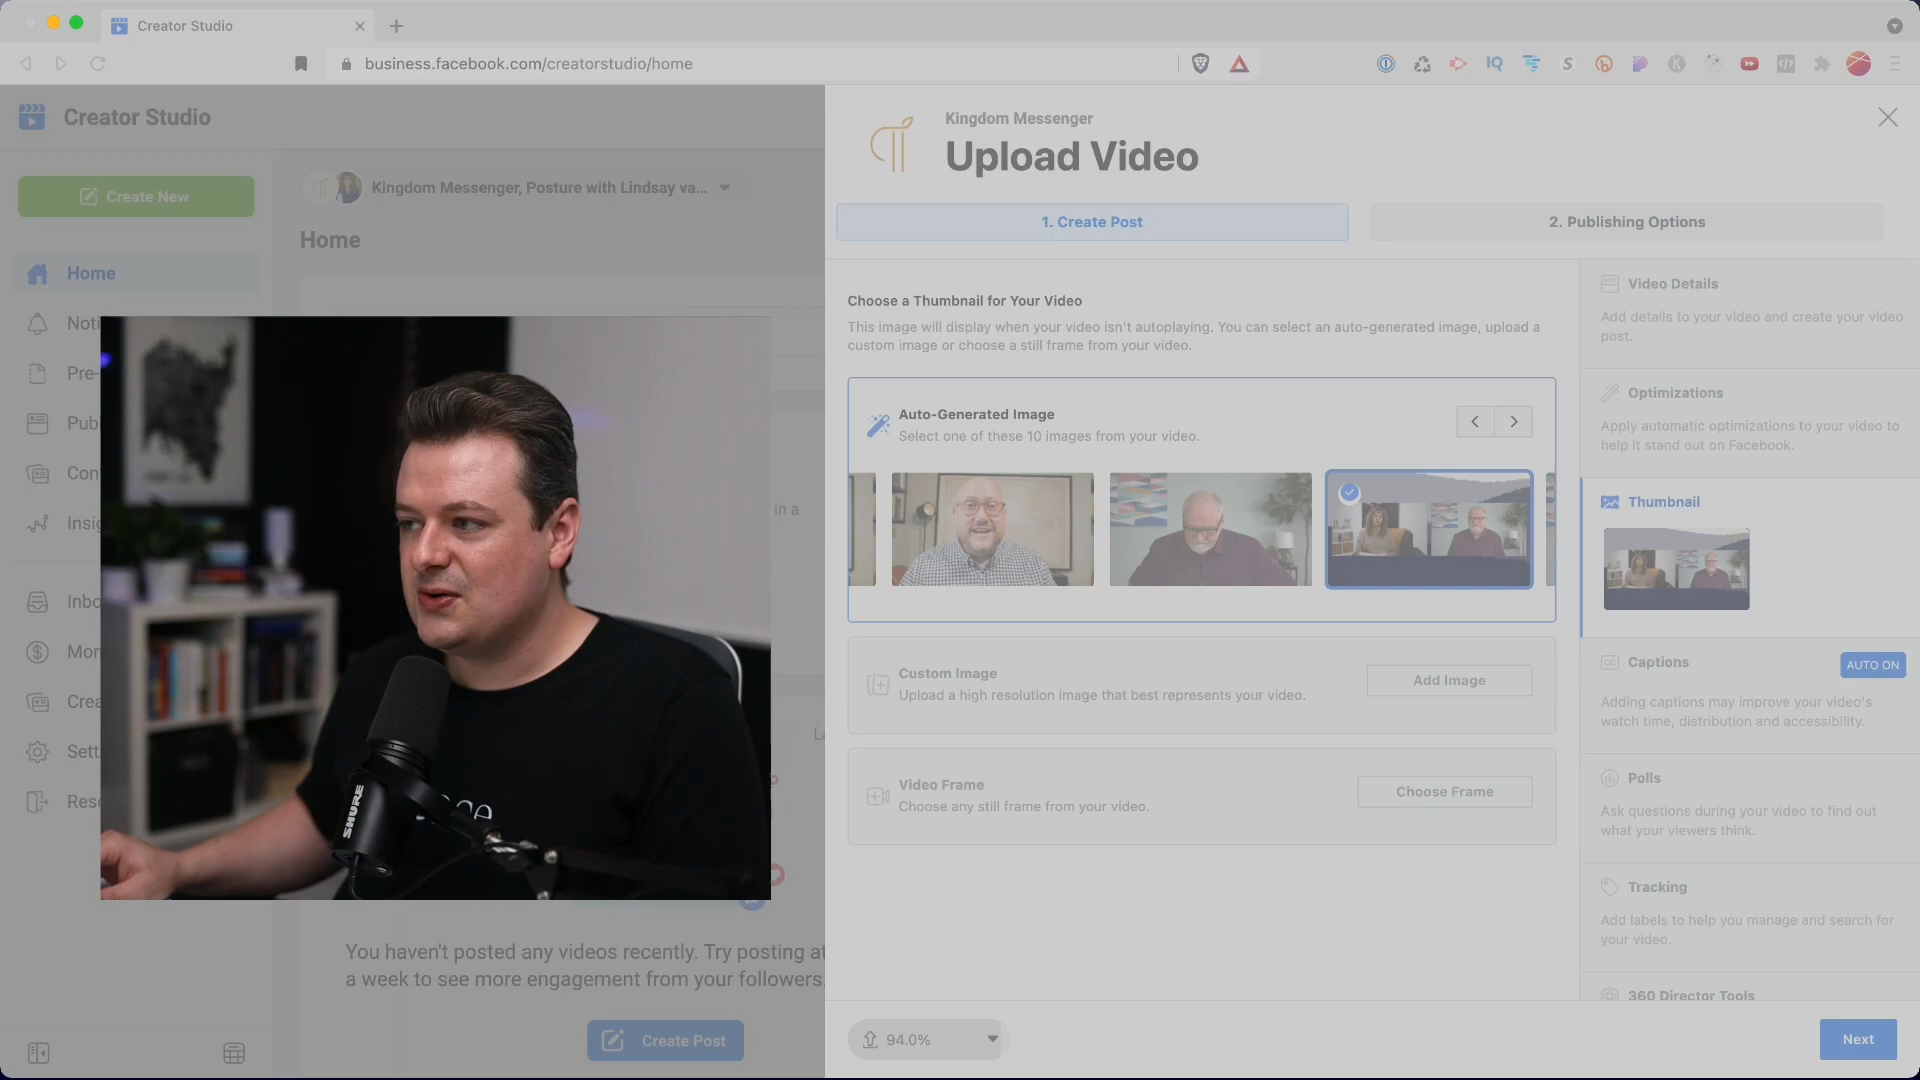 Creator Studio
business.facebook.com/creatorstudio/home
Creator Studio
Create New
Home
Noti
Pre-
Publ
Con
Insig
Inbo
Mon
Crea
Sett
Reso
Kingdom Messenger, Posture with Lindsay va...
Home
in a
La
SHURE
You haven't posted any videos recently. Try posting at
a week to see more engagement from your followers.
Create Post
Kingdom Messenger
Upload Video
1. Create Post
2. Publishing Options
Choose a Thumbnail for Your Video
This image will display when your video isn't autoplaying. You can select an auto-generated image, upload a
custom image or choose a still frame from your video.
Auto-Generated Image
Select one of these 10 images from your video.
Custom Image
Upload a high resolution image that best represents your video.
Add Image
Video Frame
Choose any still frame from your video.
Choose Frame
94.0%
Next
Video Details
Add details to your video and create your video
post.
Optimizations
Apply automatic optimizations to your video to
help it stand out on Facebook.
Thumbnail
Captions
AUTO ON
Adding captions may improve your video's
watch time, distribution and accessibility.
Polls
Ask questions during your video to find out
what your viewers think.
Tracking
Add labels to help you manage and search for
your video.
360 Director Tools